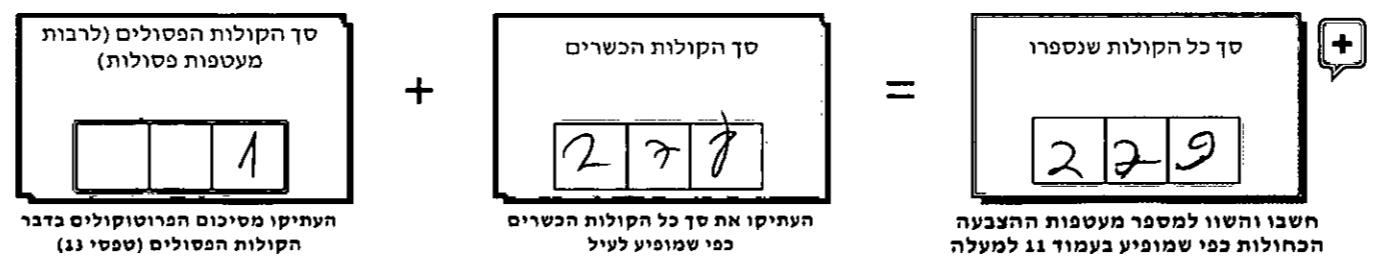 סך הקולות הפסולים (לרבות מעטפות פסולות)
1
העתיקו מסיכום הפרוטוקולים בדבר
הקולות הפסולים (טפסי 13)
+
סך הקולות הכשרים
278
העתיקו את סך כל הקולות הכשרים
כפי שמופיע לעיל
=
סך כל הקולות שנספרו
279
חשבו והשוו למספר מעטפות ההצבעה
הכחולות כפי שמופיע בעמוד 11 למעלה
+